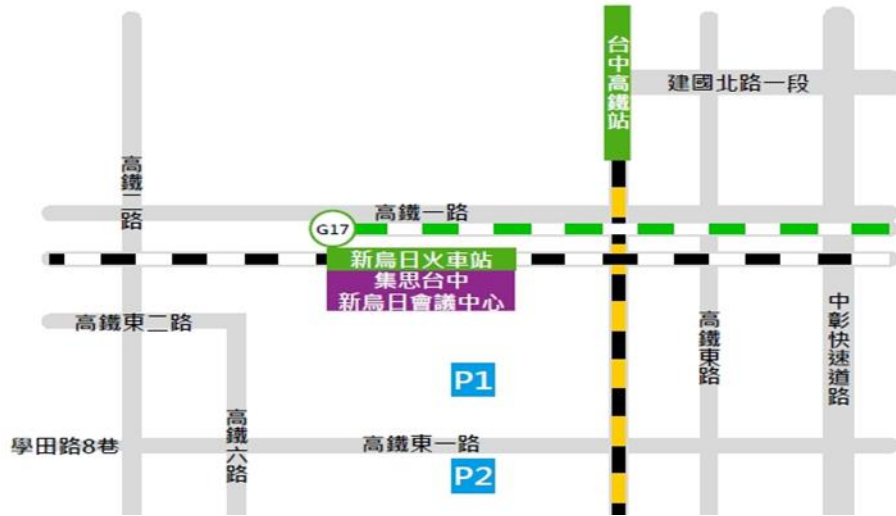 台中高鐵站
建國北路一段
高鐵二路
高鐵一路
G17
新烏日火車站
集思台中
新烏日會議中心
高鐵東二路
高鐵東路
中彰快速道路
P1
高鐵六路
學田路8巷
高鐵東一路
P2